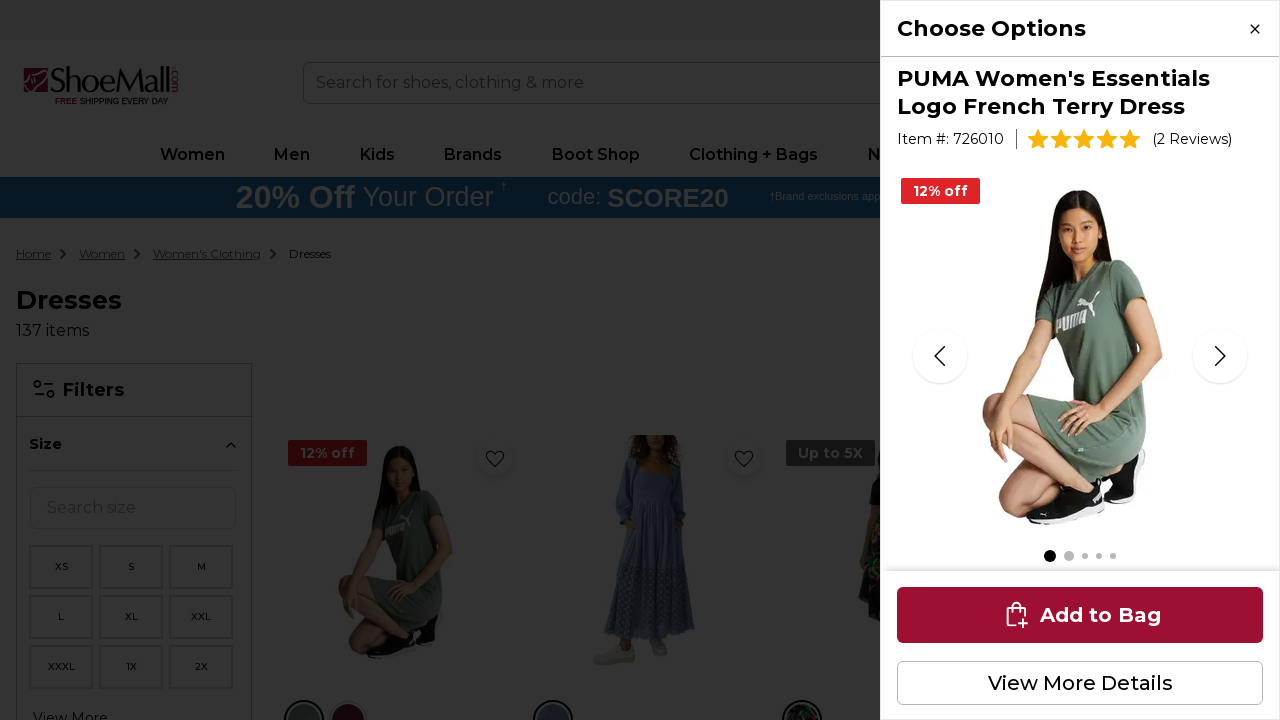 ShoeMall.com
FREE SHIPPING EVERY DAY
Search for shoes, clothing & more
Women
Men
Kids
Brands
Boot Shop
Clothing + Bags
N
20% Off Your Order †
code: SCORE20
†Brand exclusions app
Home
Women
Women's Clothing
Dresses
Dresses
137 items
Filters
Size
Search size
XS
S
M
L
XL
XXL
XXXL
1X
2X
View More
12% off
Up to 5X
Choose Options
×
PUMA Women's Essentials
Logo French Terry Dress
Item #: 726010
(2 Reviews)
12% off
PUMA
Add to Bag
View More Details